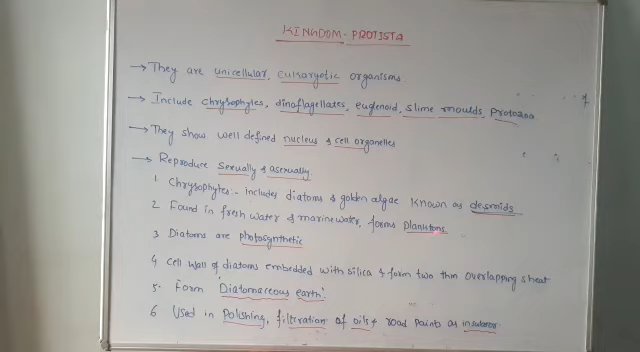 KINGDOM - PROTISTA
→ They are unicellular, eukaryotic organisms.
→ Include chrysophytes, dinoflagellates, euglenoid, slime moulds, Protozoa
→ They show well defined nucleus & cell organelles
→ Reproduce sexually & asexually
1 Chrysophytes - includes diatoms & golden algae known as desmids
2 Found in fresh water & marine water, forms planktons
3 Diatoms are photosynthetic
4 Cell wall of diatoms embedded with silica & form two thin overlapping sheat
5. Form 'Diatomaceous earth'.
6 Used in Polishing, filteration of oils & road paints as insulator